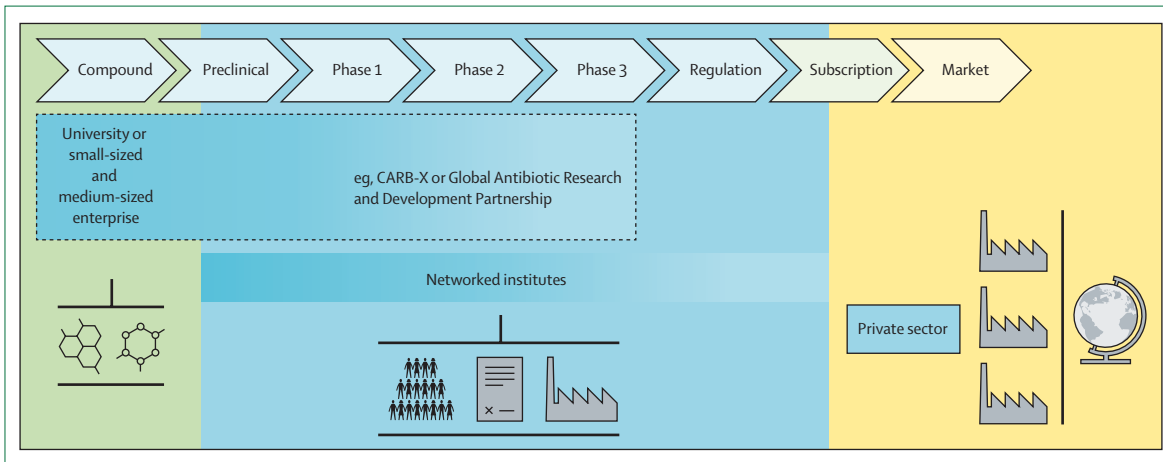 Compound
Preclinical
Phase 1
Phase 2
Phase 3
Regulation
Subscription
Market
University or
small-sized
and
medium-sized
enterprise
eg, CARB-X or Global Antibiotic Research
and Development Partnership
Networked institutes
Private sector